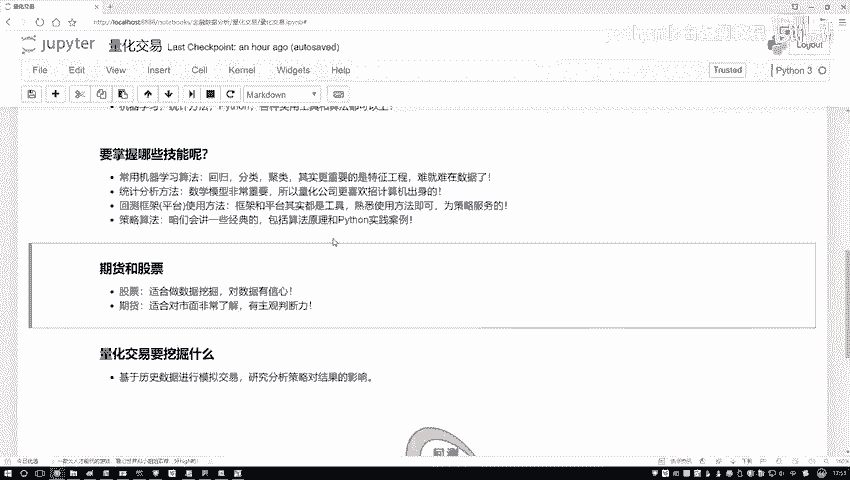 量化交易
http://localhost:8888/notebooks/金融数据分析/量化交易/量化交易.ipynb#
jupyter 量化交易 Last Checkpoint: an hour ago (autosaved)
Logout
File Edit View Insert Cell Kernel Widgets Help
Trusted Python 3
Markdown
机器学习，统计方法，Python，各种实用工具和算法都可以上！
要掌握哪些技能呢？
常用机器学习算法：回归，分类，聚类，其实更重要的是特征工程，难就难在数据了！
统计分析方法：数学模型非常重要，所以量化公司更喜欢招计算机出身的！
回测框架(平台)使用方法：框架和平台其实都是工具，熟悉使用方法即可，为策略服务的！
策略算法：咱们会讲一些经典的，包括算法原理和Python实践案例！
期货和股票
股票：适合做数据挖掘，对数据有信心！
期货：适合对市面非常了解，有主观判断力！
量化交易要挖掘什么
基于历史数据进行模拟交易，研究分析策略对结果的影响。
回测
今日优选